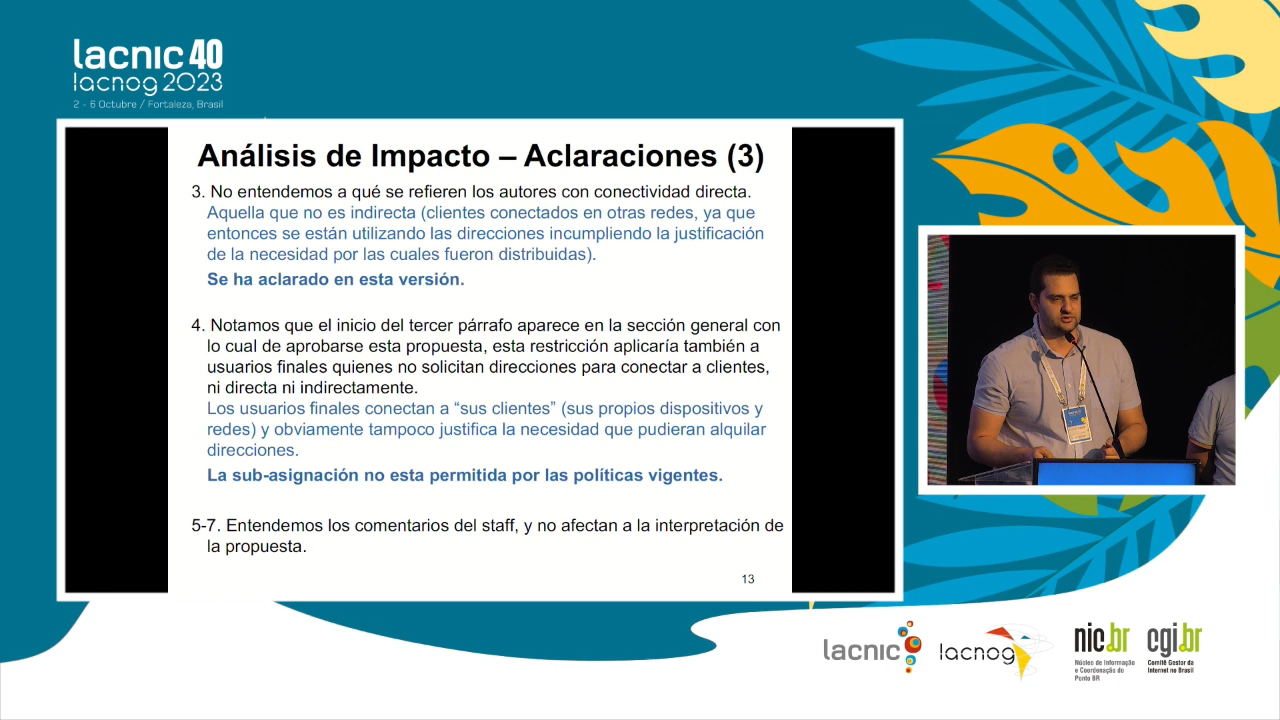 lacnic 40
lacnog 2023
2 - 6 Octubre / Fortaleza, Brasil
Análisis de Impacto – Aclaraciones (3)
3. No entendemos a qué se refieren los autores con conectividad directa.
Aquella que no es indirecta (clientes conectados en otras redes, ya que
entonces se están utilizando las direcciones incumpliendo la justificación
de la necesidad por las cuales fueron distribuidas).
Se ha aclarado en esta versión.
4. Notamos que el inicio del tercer párrafo aparece en la sección general con
lo cual de aprobarse esta propuesta, esta restricción aplicaría también a
usuarios finales quienes no solicitan direcciones para conectar a clientes,
ni directa ni indirectamente.
Los usuarios finales conectan a “sus clientes” (sus propios dispositivos y
redes) y obviamente tampoco justifica la necesidad que pudieran alquilar
direcciones.
La sub-asignación no esta permitida por las políticas vigentes.
5-7. Entendemos los comentarios del staff, y no afectan a la interpretación de
la propuesta.
13
lacnic
lacnog
nic.br
Núcleo de Informação
e Coordenação do
Ponto BR
cgi.br
Comitê Gestor da
Internet no Brasil